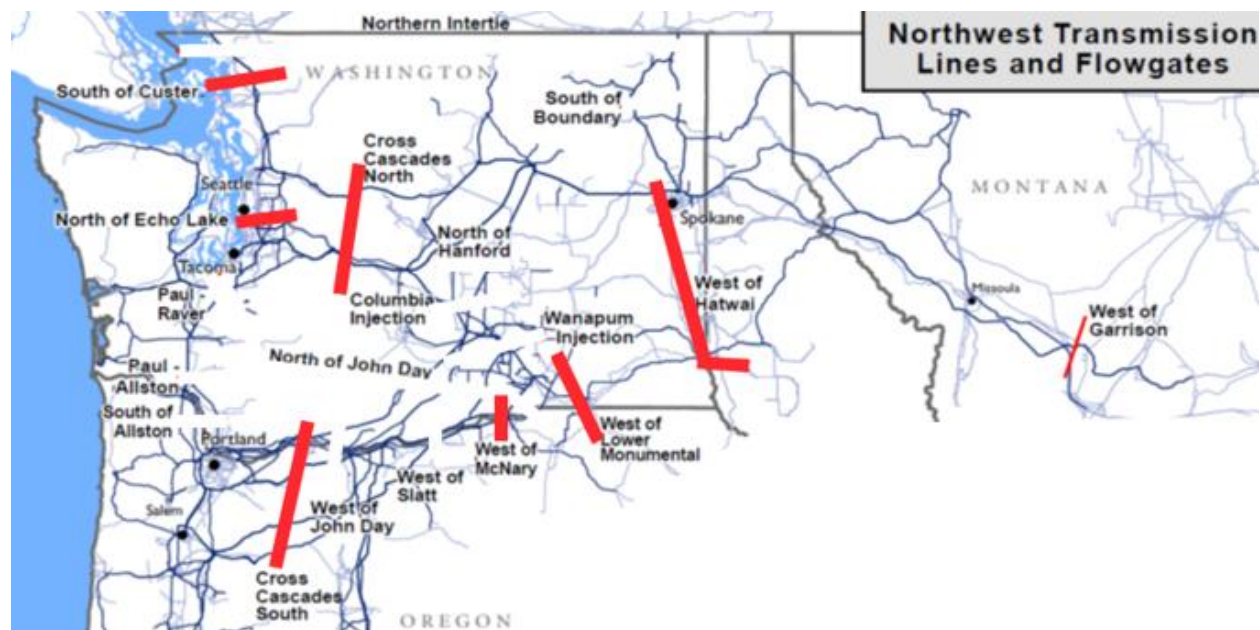 Northern Intertie
Northwest Transmission
Lines and Flowgates
WASHINGTON
South of Custer
South of
Boundary
Cross
Cascades
North
Seattle
MONTANA
North of Echo Lake
Spokane
North of
Hanford
Tacoma
West of
Hatwai
Missoula
Paul -
Raver
Columbia
Injection
Wanapum
Injection
West of
Garrison
North of John Day
Paul -
Allston
South of
Allston
Portland
West of
Lower
Monumental
West of
McNary
West of
Slatt
Salem
West of
John Day
Cross
Cascades
South
OREGON